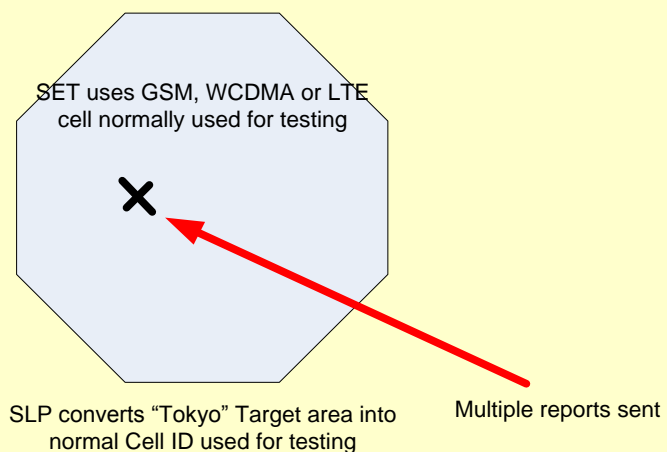 SET uses GSM, WCDMA or LTE
cell normally used for testing
SLP converts “Tokyo” Target area into
normal Cell ID used for testing
Multiple reports sent